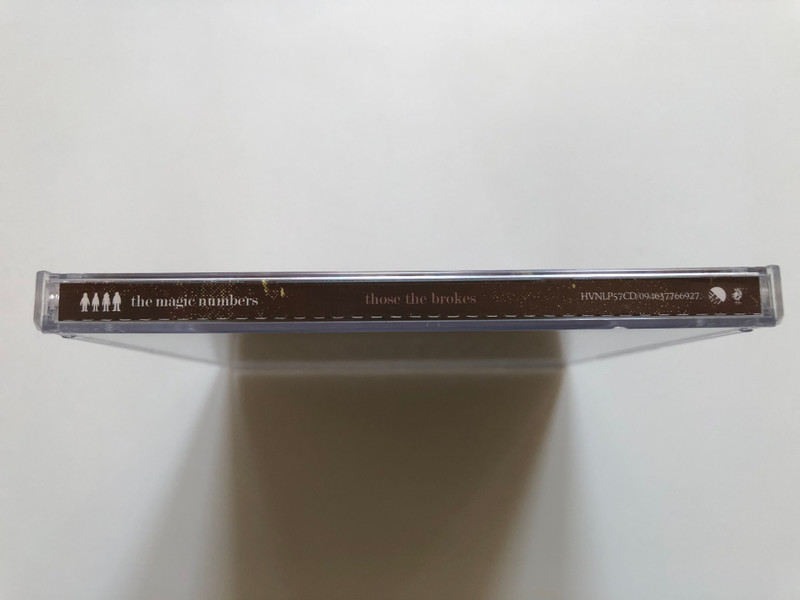 the magic numbers those the brokes HVNLP57CD/094637766927